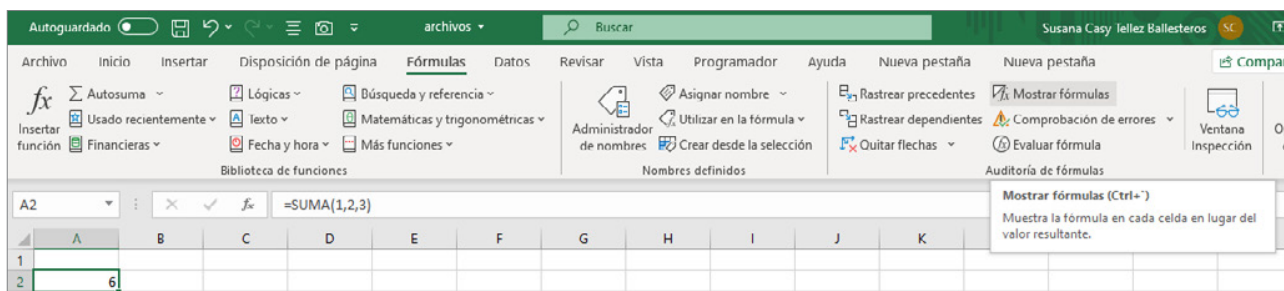 Autoguardado archivos Buscar Susana Casy Tellez Ballesteros SC
Archivo Inicio Insertar Disposición de página Fórmulas Datos Revisar Vista Programador Ayuda Nueva pestaña Nueva pestaña
fx Insertar función
Autosuma
Usado recientemente
Financieras
Lógicas
Texto
Fecha y hora
Búsqueda y referencia
Matemáticas y trigonométricas
Más funciones
Biblioteca de funciones
Administrador de nombres
Asignar nombre
Utilizar en la fórmula
Crear desde la selección
Nombres definidos
Rastrear precedentes
Rastrear dependientes
Quitar flechas
Mostrar fórmulas
Comprobación de errores
Evaluar fórmula
Auditoría de fórmulas
Ventana
Inspección
Mostrar fórmulas (Ctrl+`)
Muestra la fórmula en cada celda en lugar del
valor resultante.
A2 fx =SUMA(1,2,3)
A B C D E F G H I J K
1
2 6